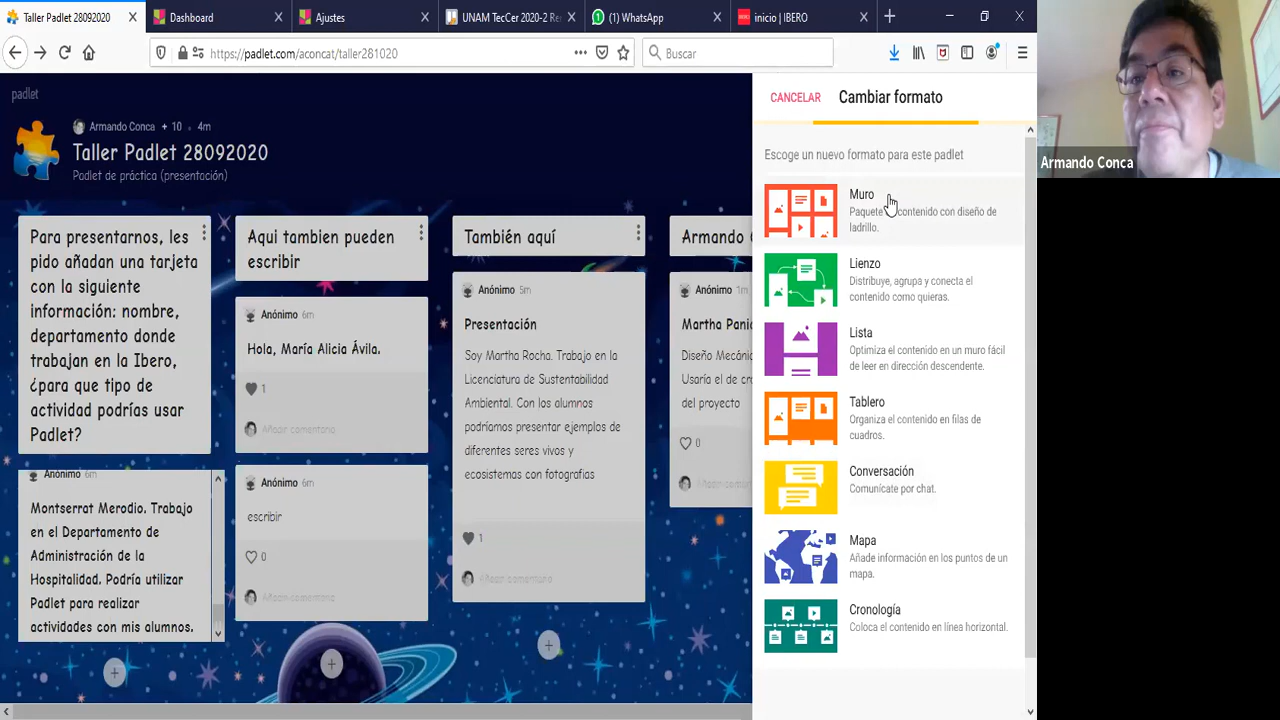 Taller Padlet 28092020
Dashboard
Ajustes
UNAM TecCer 2020-2 Re
(1) WhatsApp
IBERO
inicio | IBERO
https://padlet.com/aconcat/taller281020
Buscar
padlet
Armando Conca + 10 . 4m
Taller Padlet 28092020
Padlet de práctica (presentación)
Para presentarnos, les
pido añadan una tarjeta
con la siguiente
información: nombre,
departamento donde
trabajan en la Ibero,
¿para que tipo de
actividad podrías usar
Padlet?
Anónimo 6m
Montserrat Merodio. Trabajo
en el Departamento de
Administración de la
Hospitalidad. Podría utilizar
Padlet para realizar
actividades con mis alumnos.
Aqui tambien pueden
escribir
Anónimo 6m
Hola, María Alicia Ávila.
1
Añadir comentario
Anónimo 6m
escribir
0
Añadir comentario
También aquí
Anónimo 5m
Presentación
Soy Martha Rocha. Trabajo en la
Licenciatura de Sustentabilidad
Ambiental. Con los alumnos
podríamos presentar ejemplos de
diferentes seres vivos y
ecosistemas con fotografías
1
Añadir comentario
Armando
Anónimo 1m
Martha Pania
Diseño Mecáni
Usaría el de cr
del proyecto
0
CANCELAR
Cambiar formato
Escoge un nuevo formato para este padlet
Muro
Paquete contenido con diseño de
ladrillo.
Lienzo
Distribuye, agrupa y conecta el
contenido como quieras.
Lista
Optimiza el contenido en un muro fácil
de leer en dirección descendente.
Tablero
Organiza el contenido en filas de
cuadros.
Conversación
Comunícate por chat.
Mapa
Añade información en los puntos de un
mapa.
Cronología
Coloca el contenido en línea horizontal.
Armando Conca